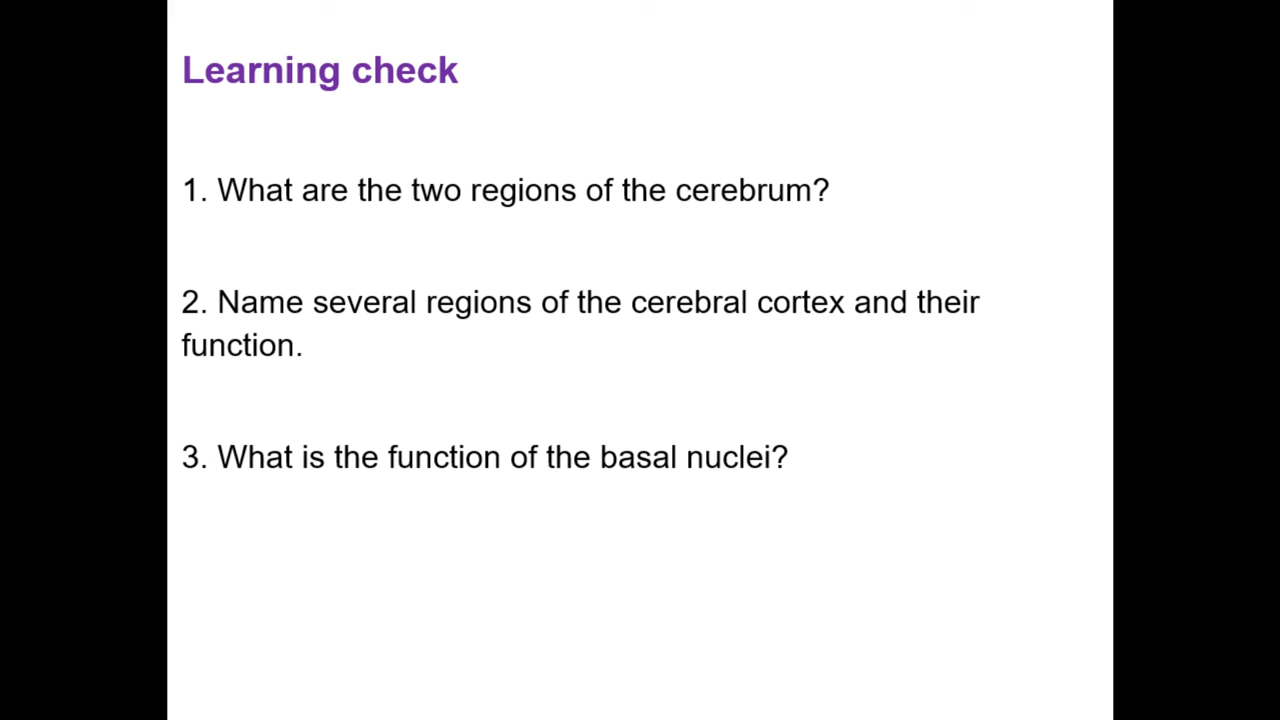 Learning check
1. What are the two regions of the cerebrum?
2. Name several regions of the cerebral cortex and their
function.
3. What is the function of the basal nuclei?